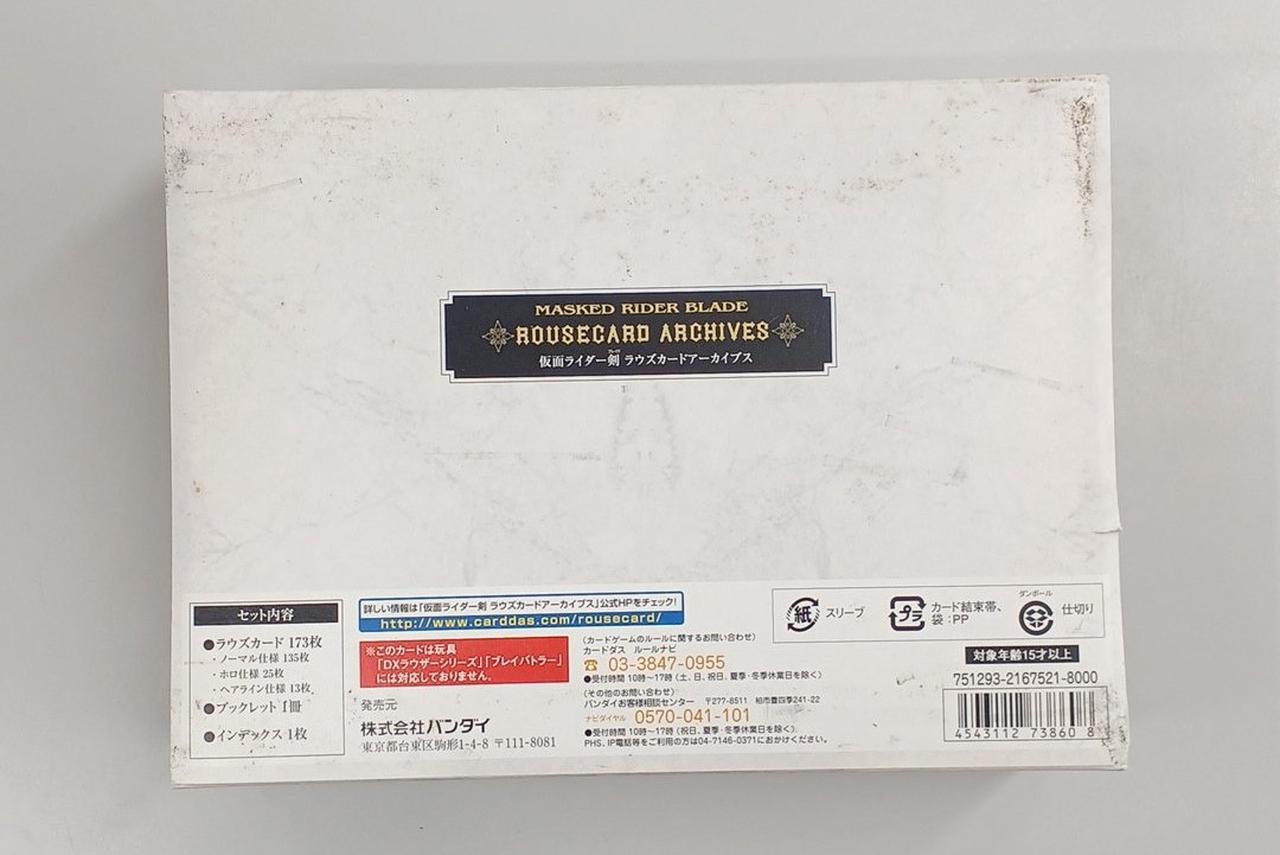 MASKED RIDER BLADE
ROUSECARD ARCHIVES
仮面ライダー剣 ラウズカードアーカイブス
セット内容
●ラウズカード 173枚
・ノーマル仕様 135枚
・ホロ仕様 25枚
・ヘアライン仕様 13枚
●ブックレット 1冊
●インデックス 1枚
詳しい情報は「仮面ライダー剣 ラウズカードアーカイブス」公式HPをチェック!
http://www.carddas.com/rousecard/
※このカードは玩具
「DXラウザーシリーズ」「ブレイバトラー」
には対応しておりません。
発売元
株式会社バンダイ
東京都台東区駒形1-4-8 〒111-8081
(カードゲームのルールに関するお問い合わせ)
カードダス ルールナビ
☎ 03-3847-0955
●受付時間 10時~17時(土、日、祝日、夏季・冬季休業日を除く)
(その他のお問い合わせ)
バンダイお客様相談センター 〒277-8511 柏市豊四季241-22
ナビダイヤル 0570-041-101
●受付時間 10時~17時(祝日、夏季・冬季休業日を除く)
PHS、IP電話等をご利用の方は04-7146-0371におかけください。
紙 スリーブ
プラ カード結束帯、
袋:PP
ダンボール
仕切り
対象年齢15才以上
751293-2167521-8000
4543112 73860 8